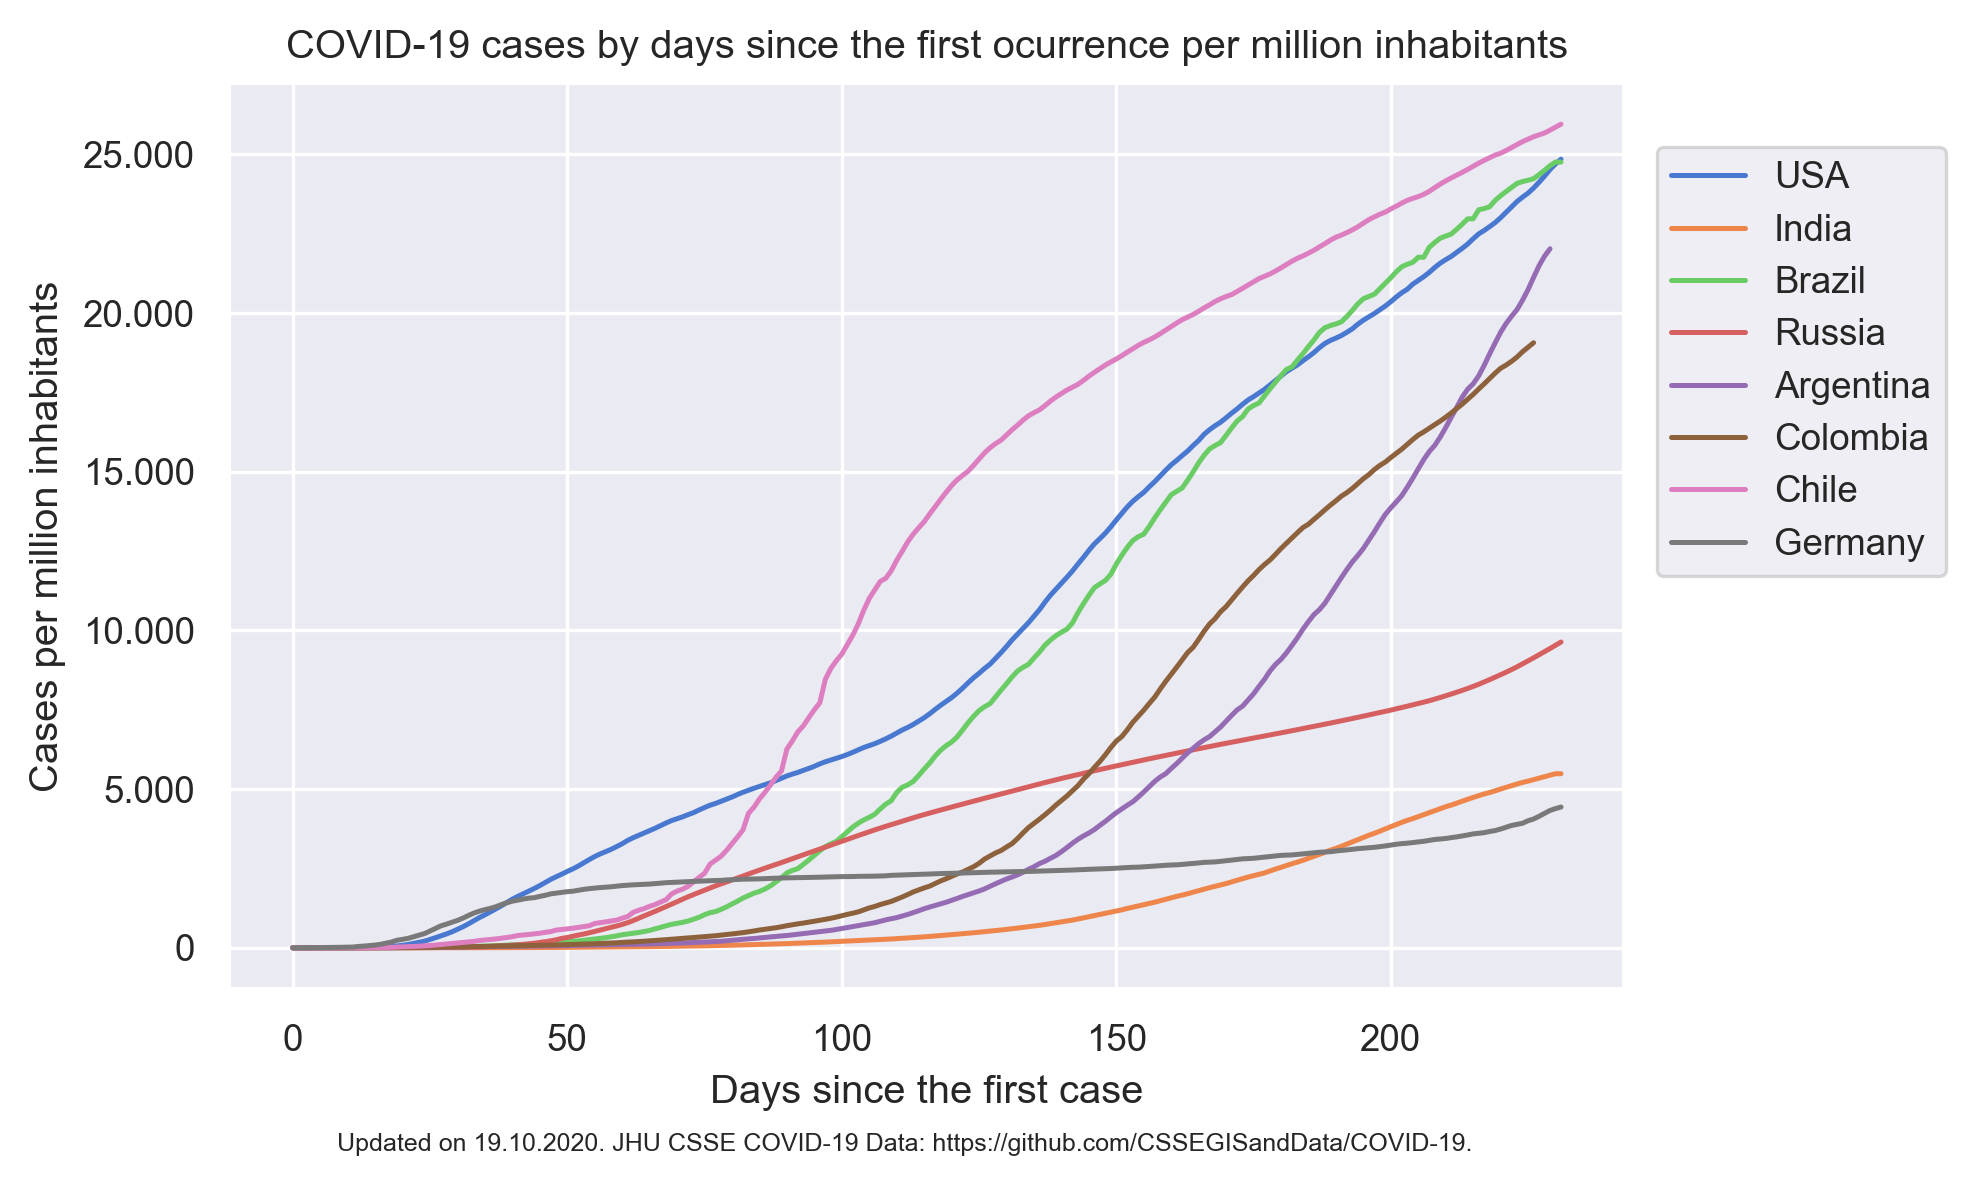 COVID-19 cases by days since the first ocurrence per million inhabitants
Cases per million inhabitants
25.000
20.000
15.000
10.000
5.000
0
0 50 100 150 200
Days since the first case
USA
India
Brazil
Russia
Argentina
Colombia
Chile
Germany
Updated on 19.10.2020. JHU CSSE COVID-19 Data: https://github.com/CSSEGISandData/COVID-19.